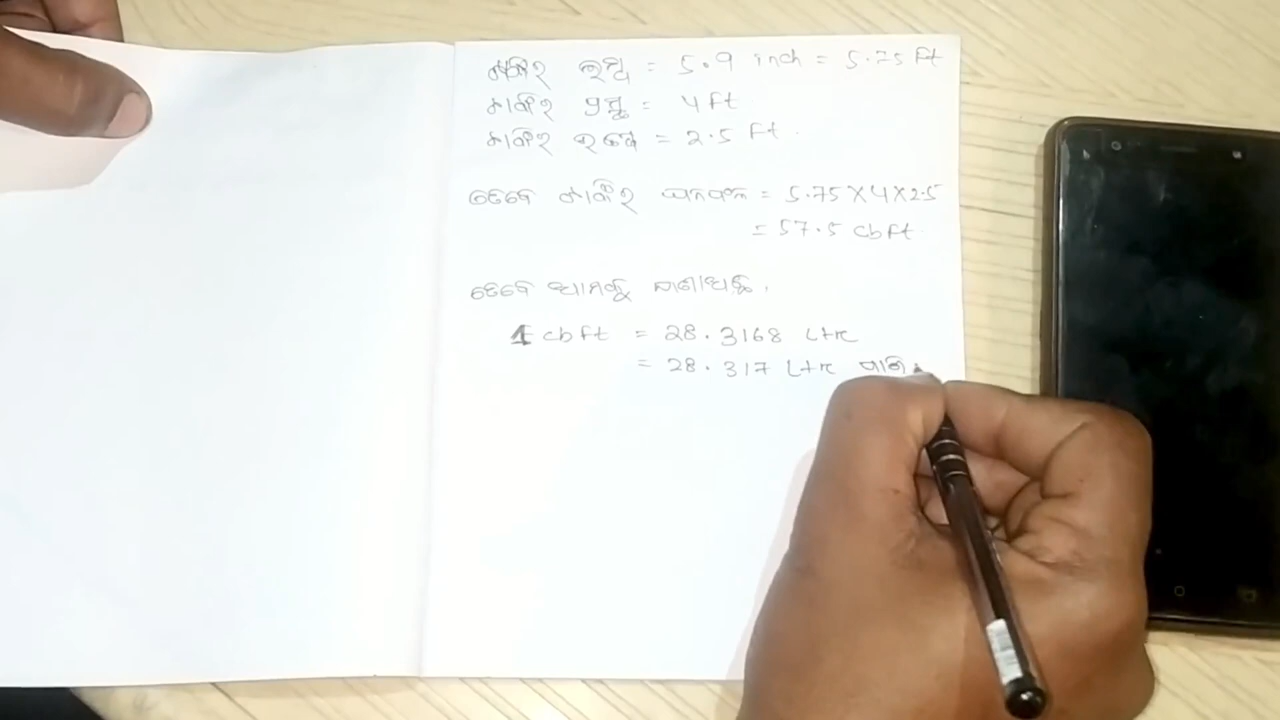 ଟାଙ୍କିର ଲମ୍ବ = 5.9 inch = 5.75 ft
ଟାଙ୍କିର ପ୍ରସ୍ଥ = 4 ft
ଟାଙ୍କିର ଉଚ୍ଚତା = 2.5 ft.
ତେବେ ଟାଙ୍କିର ଘନଫଳ = 5.75 X 4 X 2.5
= 57.5 cbft.
ତେବେ ଆମକୁ ଜଣାଅଛି,
1 cbft = 28.3168 Ltr
= 28.317 Ltr ପାଣି